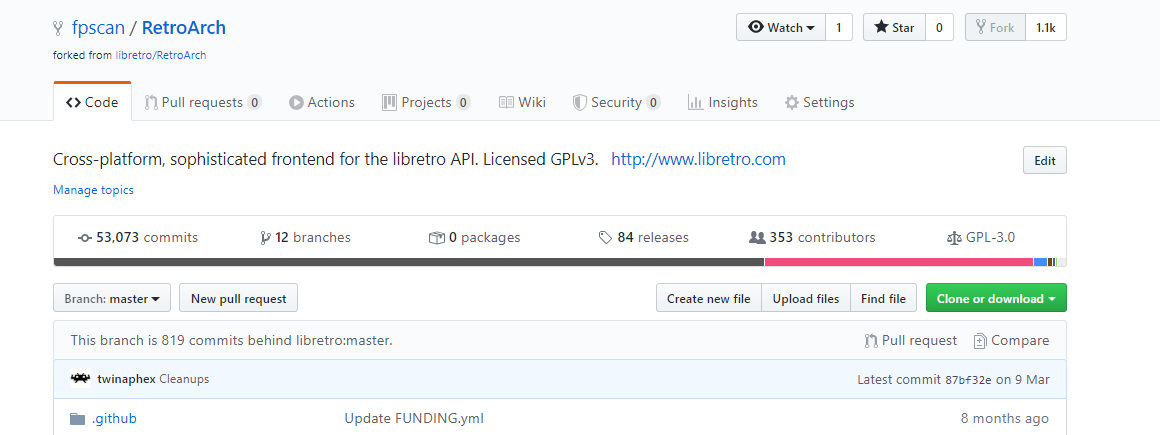 fpscan / RetroArch
Watch 1 Star 0 Fork 1.1k
forked from libretro/RetroArch
Code Pull requests 0 Actions Projects 0 Wiki Security 0 Insights Settings
Cross-platform, sophisticated frontend for the libretro API. Licensed GPLv3. http://www.libretro.com Edit
Manage topics
53,073 commits 12 branches 0 packages 84 releases 353 contributors GPL-3.0
Branch: master New pull request Create new file Upload files Find file Clone or download
This branch is 819 commits behind libretro:master. Pull request Compare
twinaphex Cleanups Latest commit 87bf32e on 9 Mar
.github Update FUNDING.yml 8 months ago